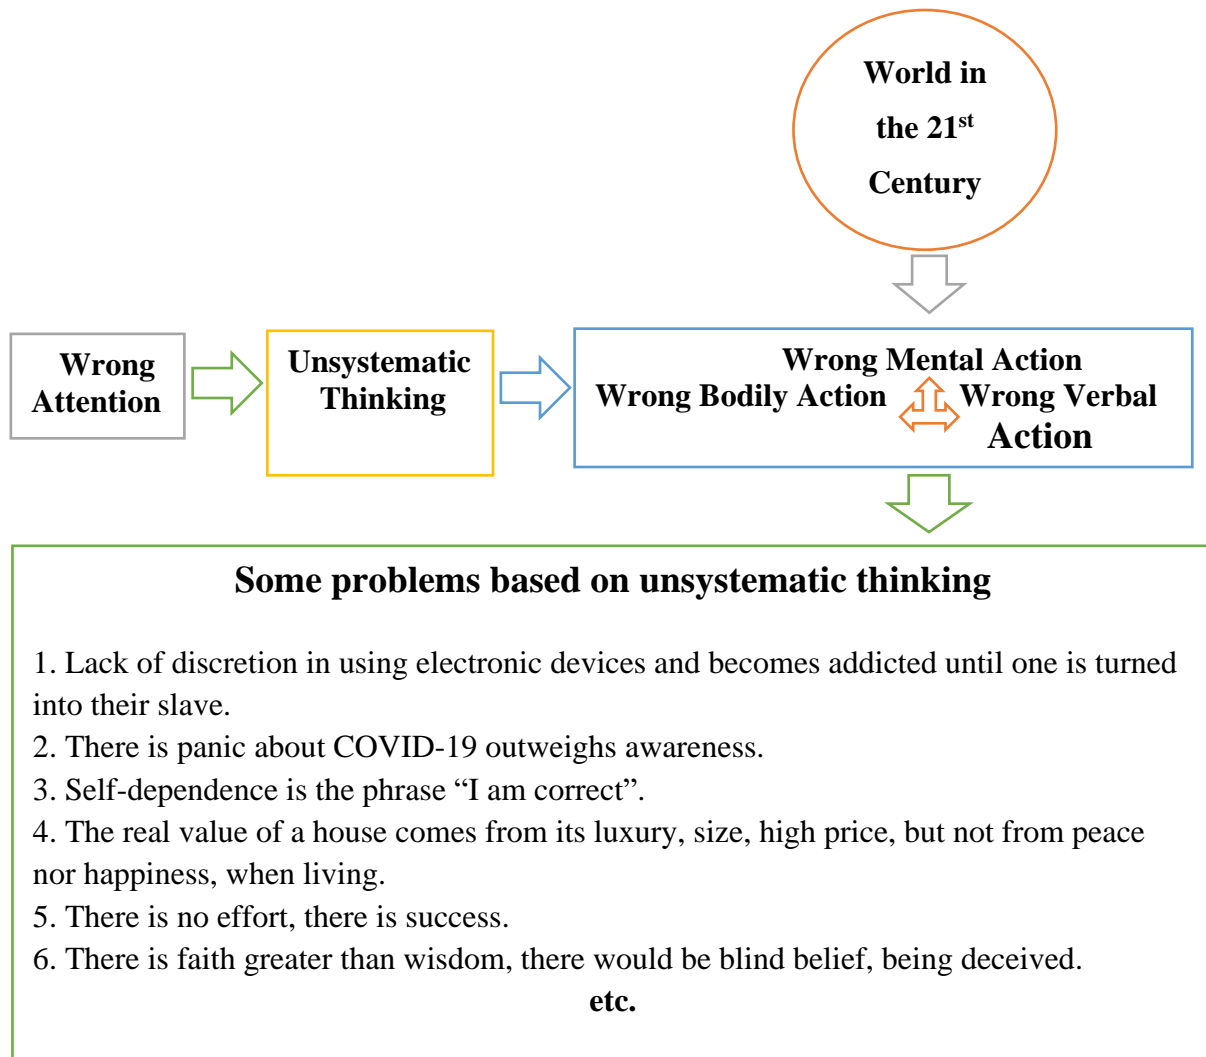 World in
the 21st
Century
Wrong
Attention
Unsystematic
Thinking
Wrong Mental Action
Wrong Bodily Action
Wrong Verbal
Action
Some problems based on unsystematic thinking
1. Lack of discretion in using electronic devices and becomes addicted until one is turned
into their slave.
2. There is panic about COVID-19 outweighs awareness.
3. Self-dependence is the phrase “I am correct”.
4. The real value of a house comes from its luxury, size, high price, but not from peace
nor happiness, when living.
5. There is no effort, there is success.
6. There is faith greater than wisdom, there would be blind belief, being deceived.
etc.